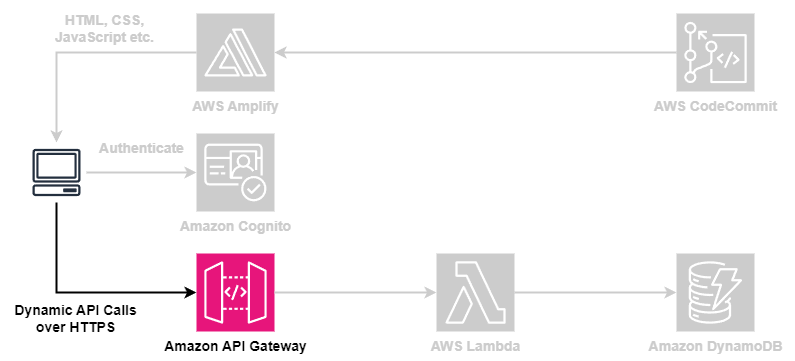 HTML, CSS,
JavaScript etc.
AWS Amplify
AWS CodeCommit
Authenticate
Amazon Cognito
Dynamic API Calls
over HTTPS
Amazon API Gateway
AWS Lambda
Amazon DynamoDB